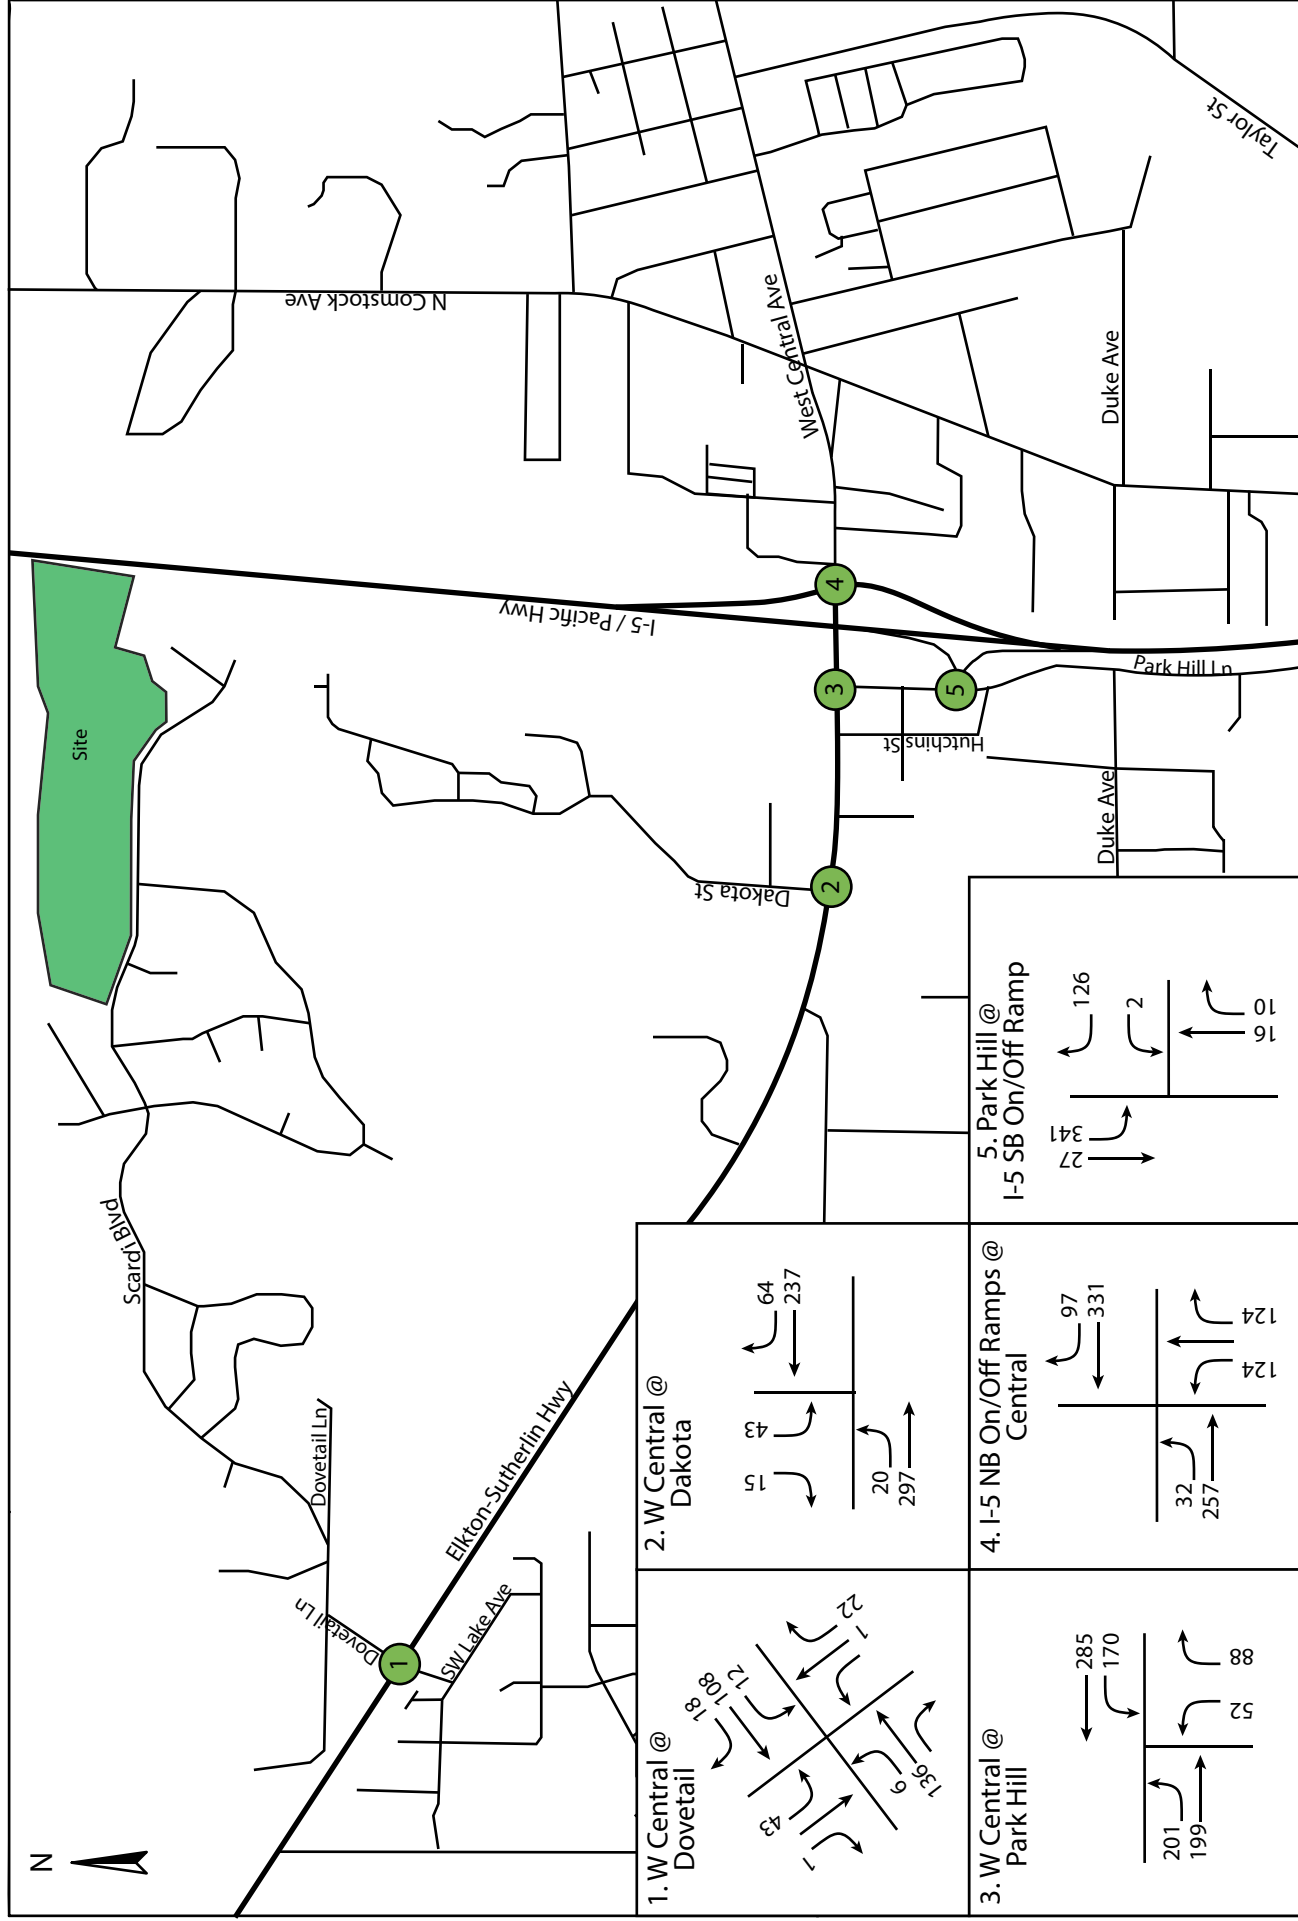 N
Site
Scardi Blvd
Dovetail Ln
Dovetail Ln
Elkton-Sutherlin Hwy
SW Lake Ave
N Comstock Ave
I-5 / Pacific Hwy
West Central Ave
Dakota St
Hutchins St
Park Hill Ln
Duke Ave
Duke Ave
Taylor St
1
2
3
4
5
1. W Central @
Dovetail
18
108
12
43
1
22
1
6
136
2. W Central @
Dakota
15
43
64
237
20
297
3. W Central @
Park Hill
285
170
201
199
52
88
4. I-5 NB On/Off Ramps @
Central
97
331
32
257
124
124
5. Park Hill @
I-5 SB On/Off Ramp
27
341
126
2
16
10